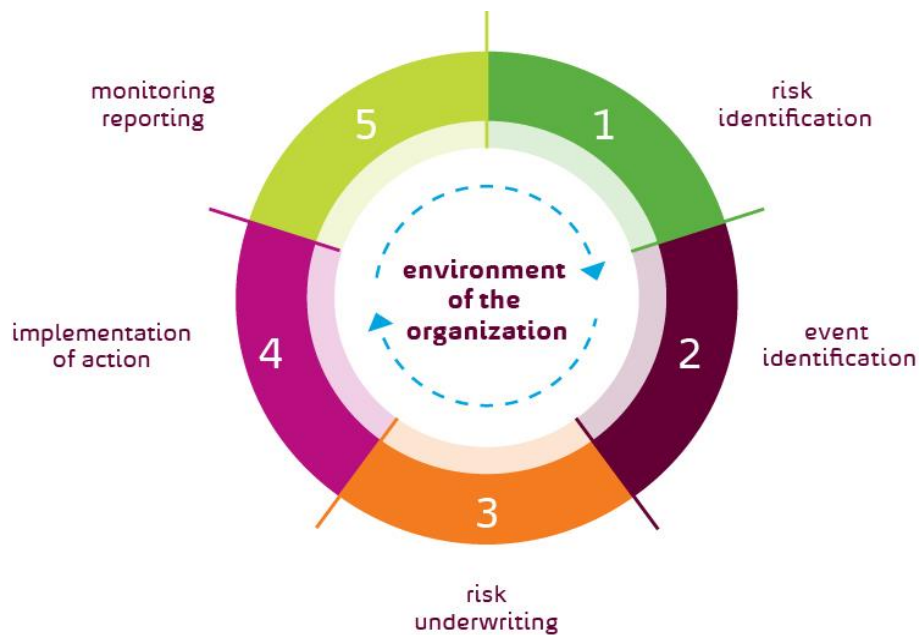 1
risk
identification
2
event
identification
3
risk
underwriting
4
implementation
of action
5
monitoring
reporting
environment
of the
organization